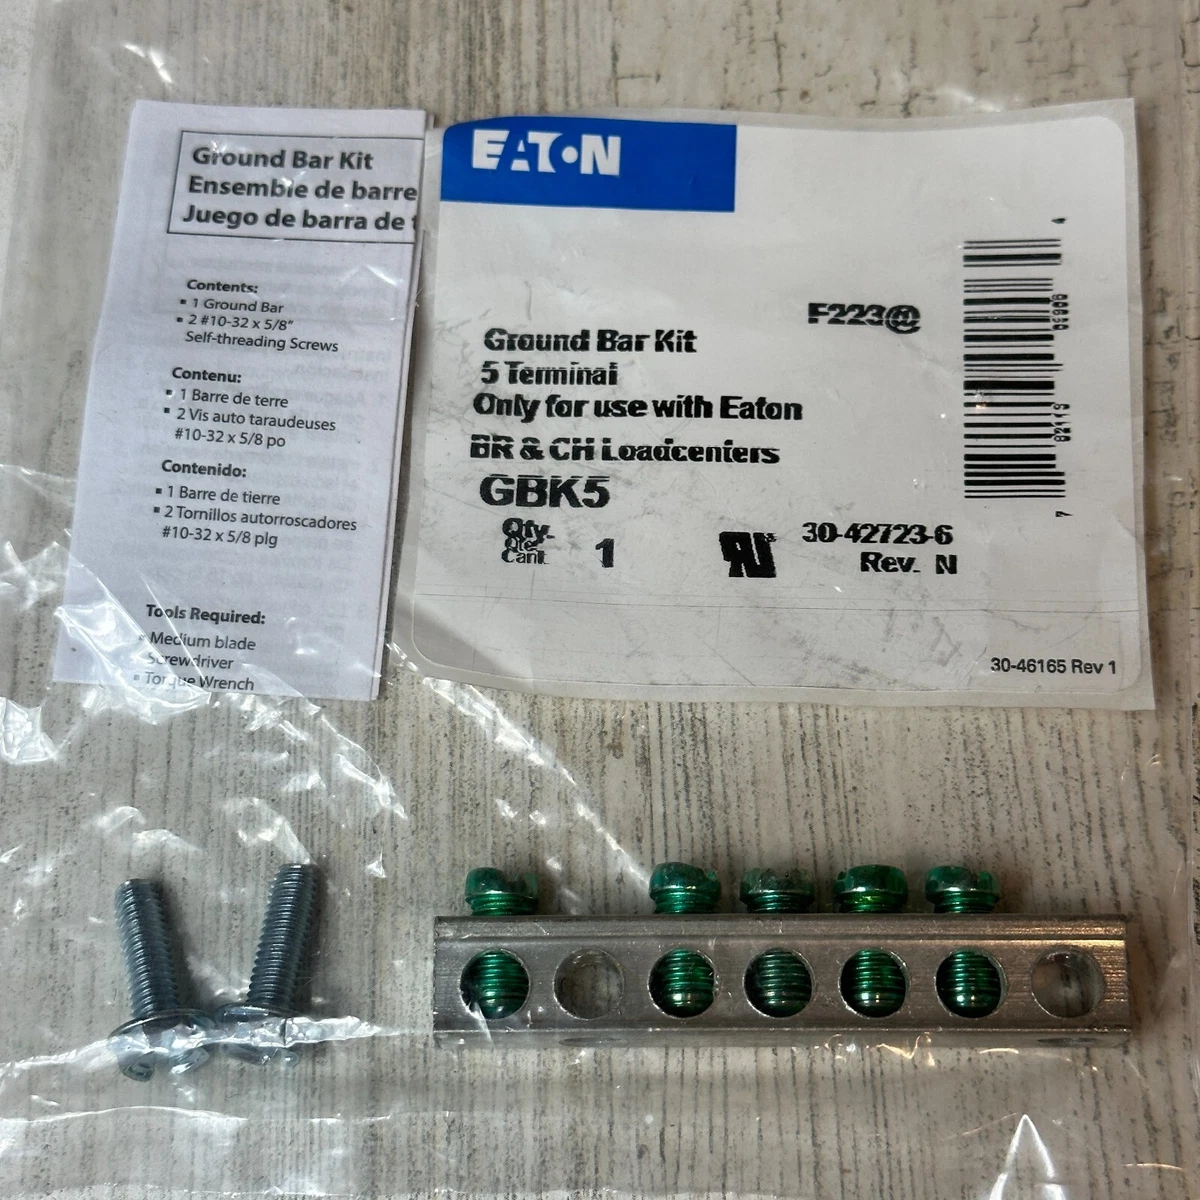 Ground Bar Kit
Ensemble de barre
Juego de barra de
Contents:
▪ 1 Ground Bar
▪ 2 #10-32 x 5/8"
Self-threading Screws
Contenu:
▪ 1 Barre de terre
▪ 2 Vis auto taraudeuses
#10-32 x 5/8 po
Contenido:
▪ 1 Barre de tierre
▪ 2 Tornillos autorroscadores
#10-32 x 5/8 plg
Tools Required:
▪ Medium blade
Screwdriver
▪ Torque Wrench
EATON
F223@
Ground Bar Kit
5 Terminal
Only for use with Eaton
BR & CH Loadcenters
GBK5
Qty.
Qte.
Cant.
1
30-42723-6
Rev. N
30-46165 Rev 1
7 82113 4